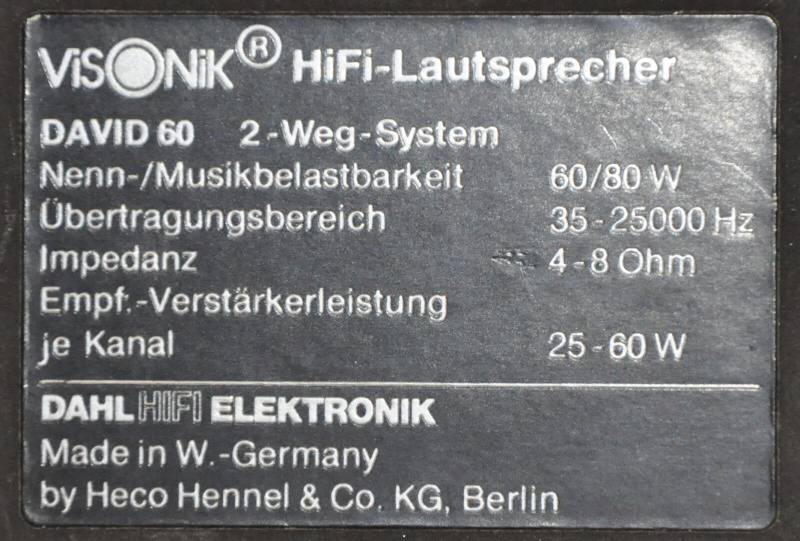 ViSONiK® HiFi-Lautsprecher
DAVID 60 2-Weg-System
Nenn-/Musikbelastbarkeit 60/80 W
Übertragungsbereich 35-25000 Hz
Impedanz 4-8 Ohm
Empf.-Verstärkerleistung
je Kanal 25-60 W
DAHL HIFI ELEKTRONIK
Made in W.-Germany
by Heco Hennel & Co. KG, Berlin